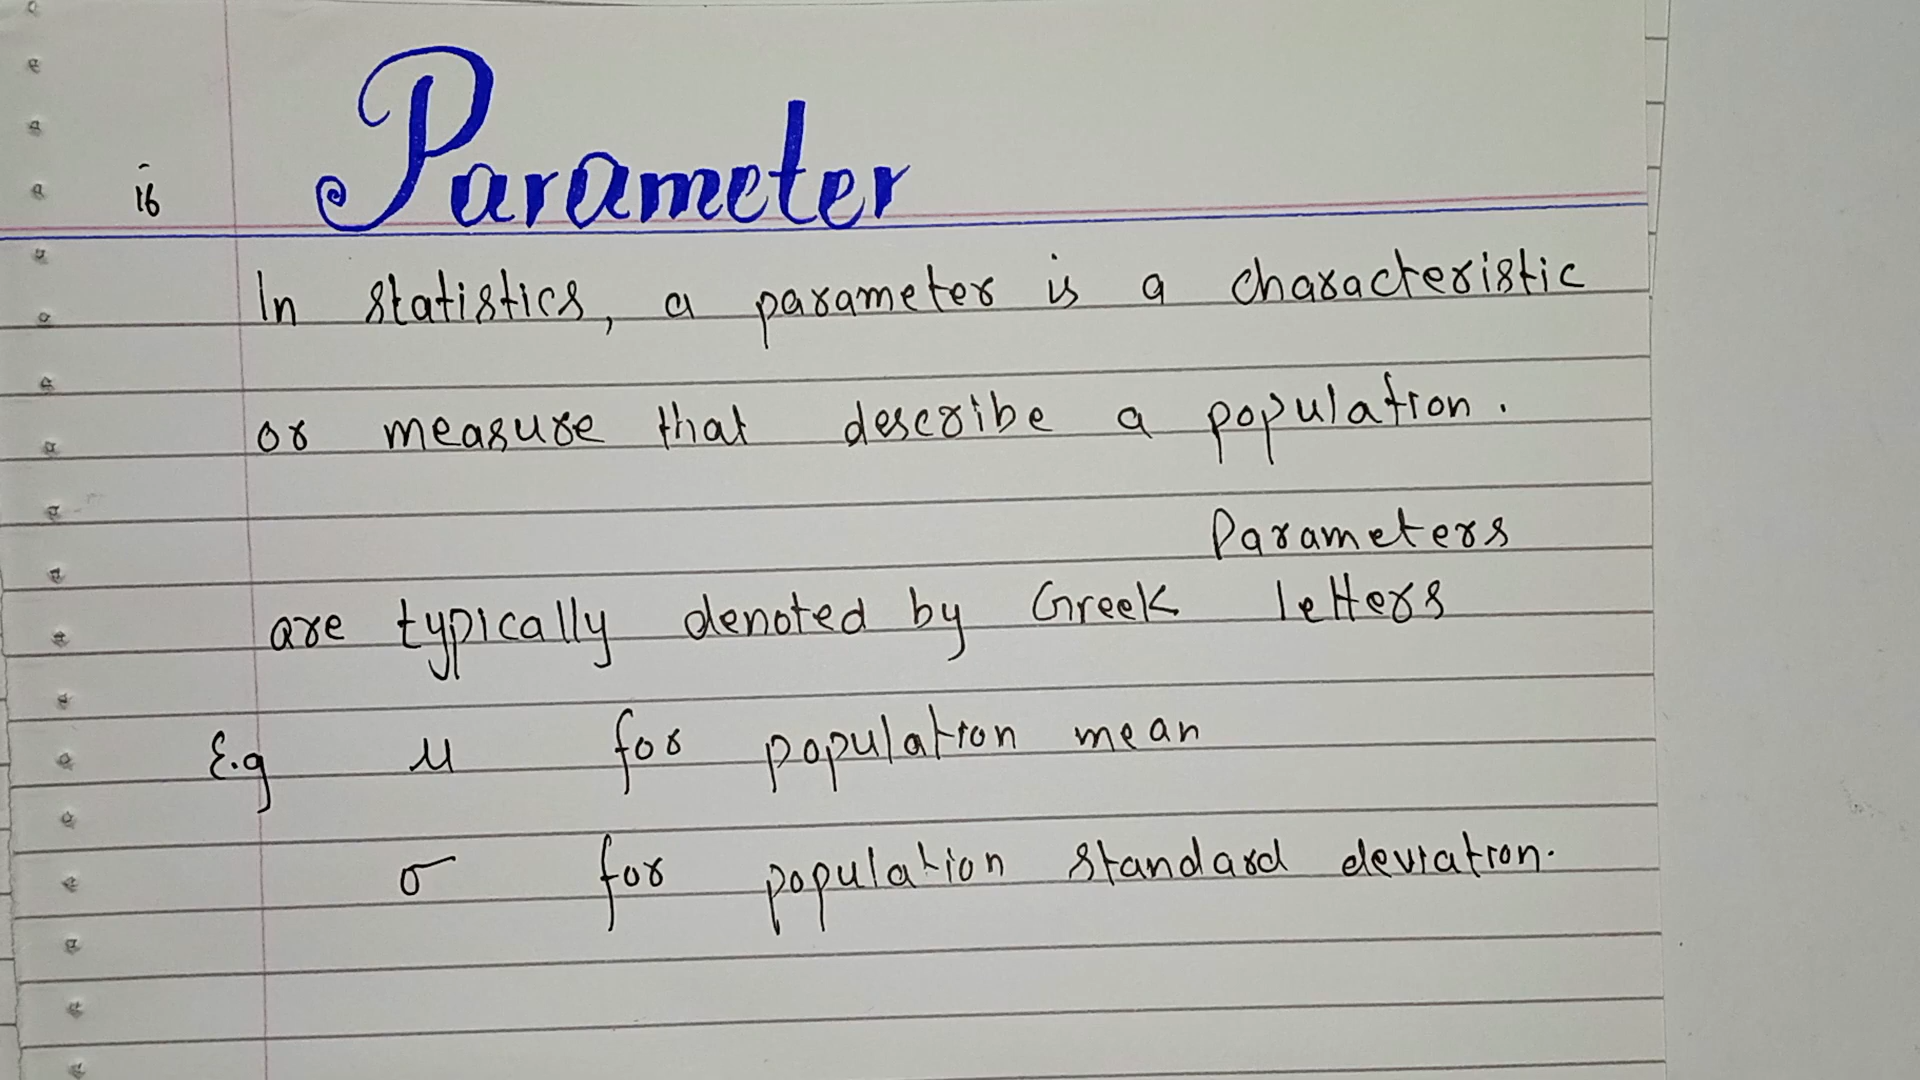 16
Parameter
In statistics, a parameter is a characteristic
or measure that describe a population.
Parameters
are typically denoted by Greek letters
E.g μ for population mean
σ for population standard deviation.